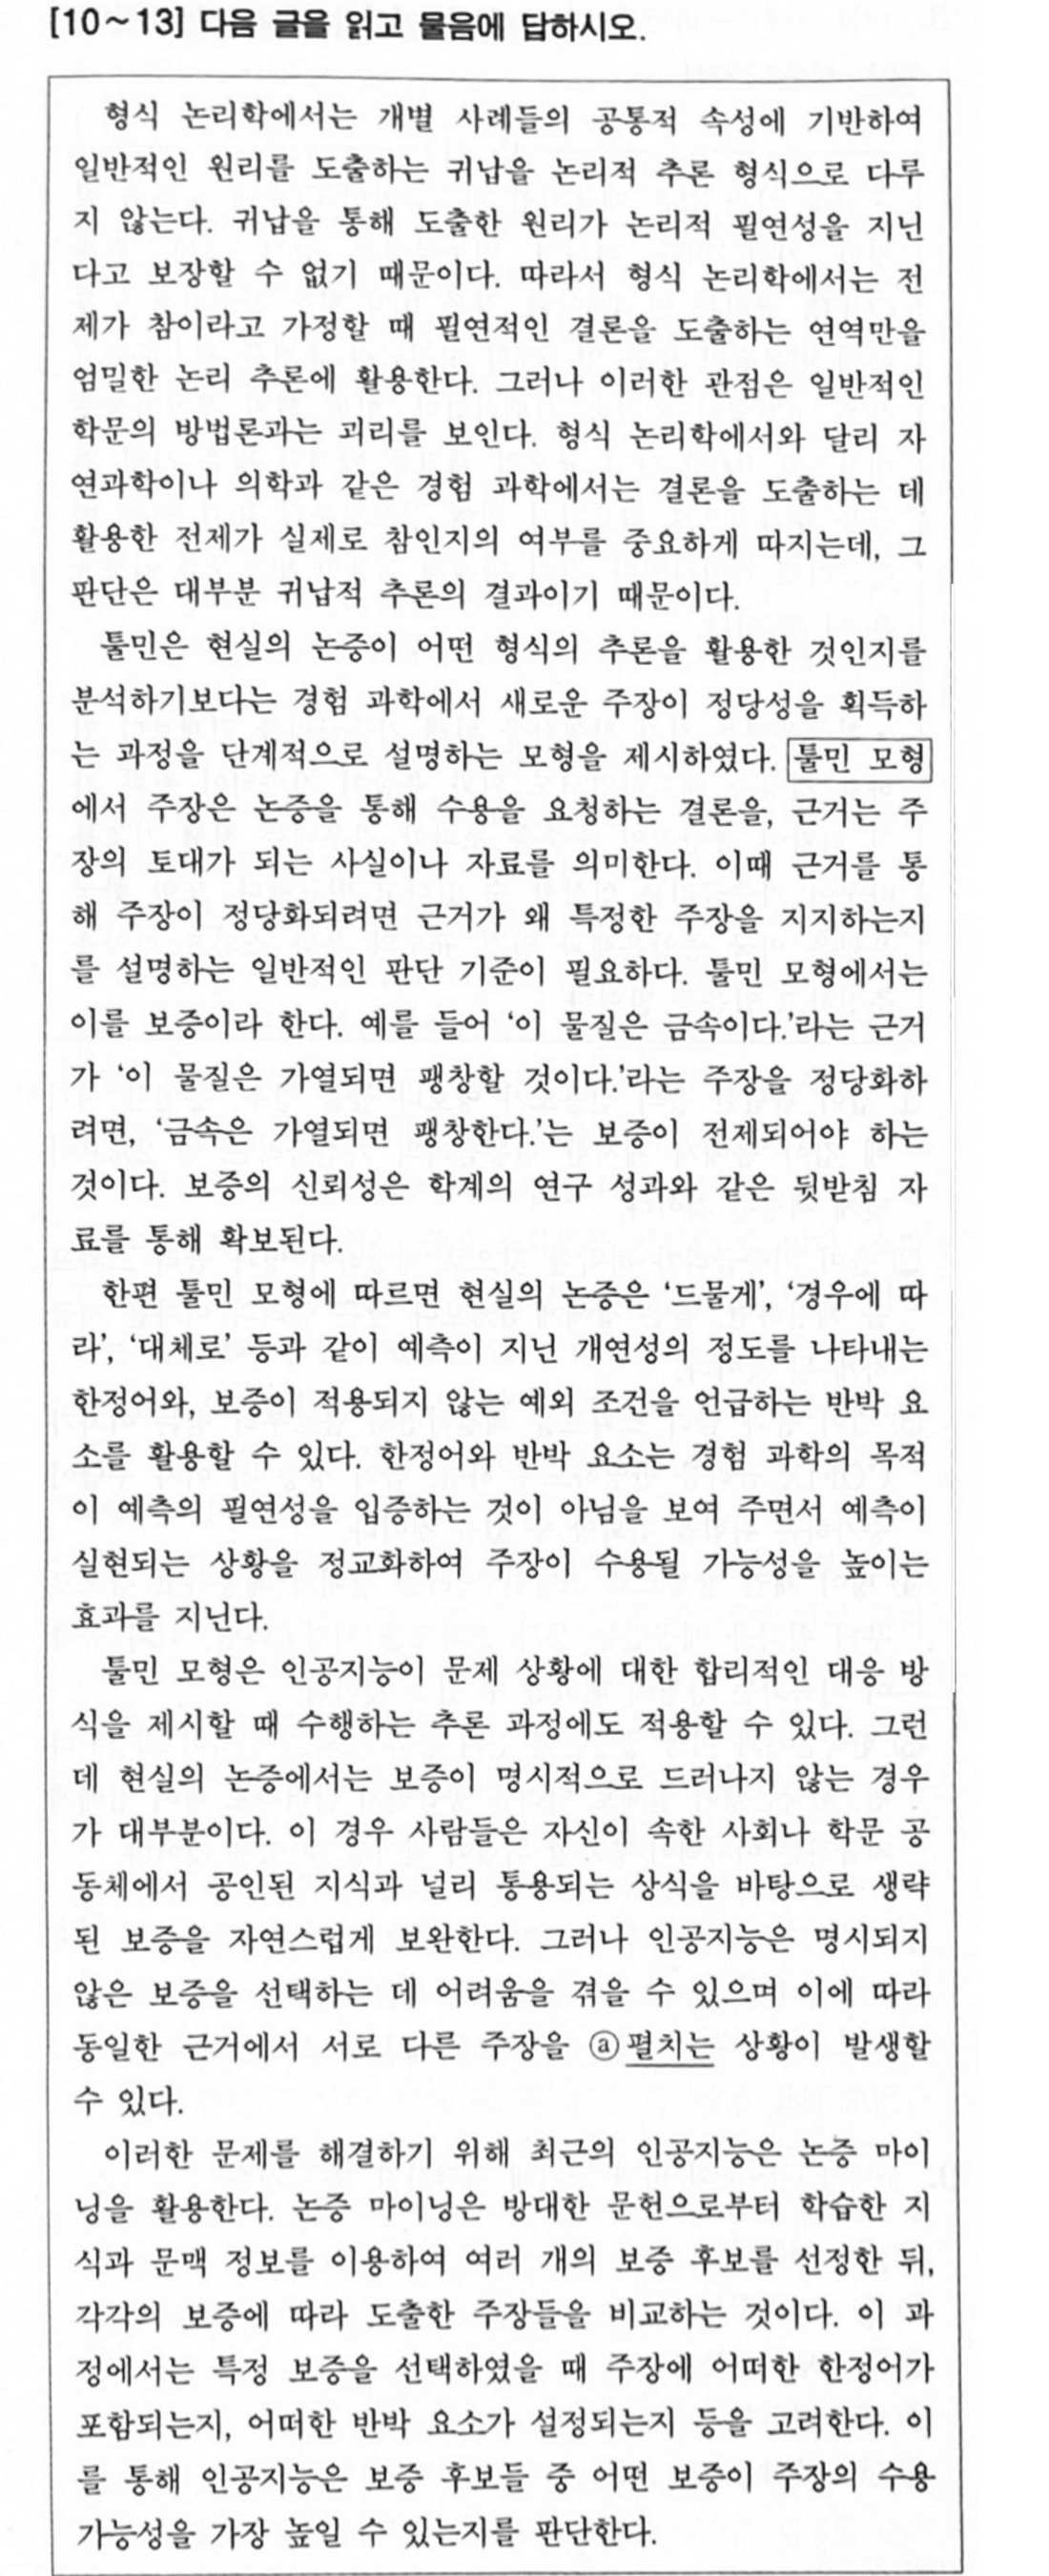 [10~13] 다음 글을 읽고 물음에 답하시오.
형식 논리학에서는 개별 사례들의 공통적 속성에 기반하여
일반적인 원리를 도출하는 귀납을 논리적 추론 형식으로 다루
지 않는다. 귀납을 통해 도출한 원리가 논리적 필연성을 지닌
다고 보장할 수 없기 때문이다. 따라서 형식 논리학에서는 전
제가 참이라고 가정할 때 필연적인 결론을 도출하는 연역만을
엄밀한 논리 추론에 활용한다. 그러나 이러한 관점은 일반적인
학문의 방법론과는 괴리를 보인다. 형식 논리학에서와 달리 자
연과학이나 의학과 같은 경험 과학에서는 결론을 도출하는 데
활용한 전제가 실제로 참인지의 여부를 중요하게 따지는데, 그
판단은 대부분 귀납적 추론의 결과이기 때문이다.
툴민은 현실의 논증이 어떤 형식의 추론을 활용한 것인지를
분석하기보다는 경험 과학에서 새로운 주장이 정당성을 획득하
는 과정을 단계적으로 설명하는 모형을 제시하였다. 툴민 모형
에서 주장은 논증을 통해 수용을 요청하는 결론을, 근거는 주
장의 토대가 되는 사실이나 자료를 의미한다. 이때 근거를 통
해 주장이 정당화되려면 근거가 왜 특정한 주장을 지지하는지
를 설명하는 일반적인 판단 기준이 필요하다. 툴민 모형에서는
이를 보증이라 한다. 예를 들어 ‘이 물질은 금속이다.’라는 근거
가 ‘이 물질은 가열되면 팽창할 것이다.’라는 주장을 정당화하
려면, ‘금속은 가열되면 팽창한다.’는 보증이 전제되어야 하는
것이다. 보증의 신뢰성은 학계의 연구 성과와 같은 뒷받침 자
료를 통해 확보된다.
한편 툴민 모형에 따르면 현실의 논증은 ‘드물게’, ‘경우에 따
라’, ‘대체로’ 등과 같이 예측이 지닌 개연성의 정도를 나타내는
한정어와, 보증이 적용되지 않는 예외 조건을 언급하는 반박 요
소를 활용할 수 있다. 한정어와 반박 요소는 경험 과학의 목적
이 예측의 필연성을 입증하는 것이 아님을 보여 주면서 예측이
실현되는 상황을 정교화하여 주장이 수용될 가능성을 높이는
효과를 지닌다.
툴민 모형은 인공지능이 문제 상황에 대한 합리적인 대응 방
식을 제시할 때 수행하는 추론 과정에도 적용할 수 있다. 그런
데 현실의 논증에서는 보증이 명시적으로 드러나지 않는 경우
가 대부분이다. 이 경우 사람들은 자신이 속한 사회나 학문 공
동체에서 공인된 지식과 널리 통용되는 상식을 바탕으로 생략
된 보증을 자연스럽게 보완한다. 그러나 인공지능은 명시되지
않은 보증을 선택하는 데 어려움을 겪을 수 있으며 이에 따라
동일한 근거에서 서로 다른 주장을 ⓐ펼치는 상황이 발생할
수 있다.
이러한 문제를 해결하기 위해 최근의 인공지능은 논증 마이
닝을 활용한다. 논증 마이닝은 방대한 문헌으로부터 학습한 지
식과 문맥 정보를 이용하여 여러 개의 보증 후보를 선정한 뒤,
각각의 보증에 따라 도출한 주장들을 비교하는 것이다. 이 과
정에서는 특정 보증을 선택하였을 때 주장에 어떠한 한정어가
포함되는지, 어떠한 반박 요소가 설정되는지 등을 고려한다. 이
를 통해 인공지능은 보증 후보들 중 어떤 보증이 주장의 수용
가능성을 가장 높일 수 있는지를 판단한다.